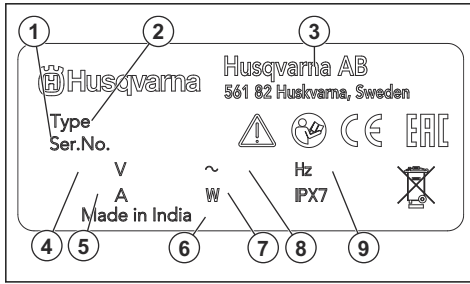 1 2 3
Husqvarna
Husqvarna AB
561 82 Huskvarna, Sweden
Type
Ser.No.
CE EAC
V ~ Hz
A W IPX7
Made in India
4 5 6 7 8 9